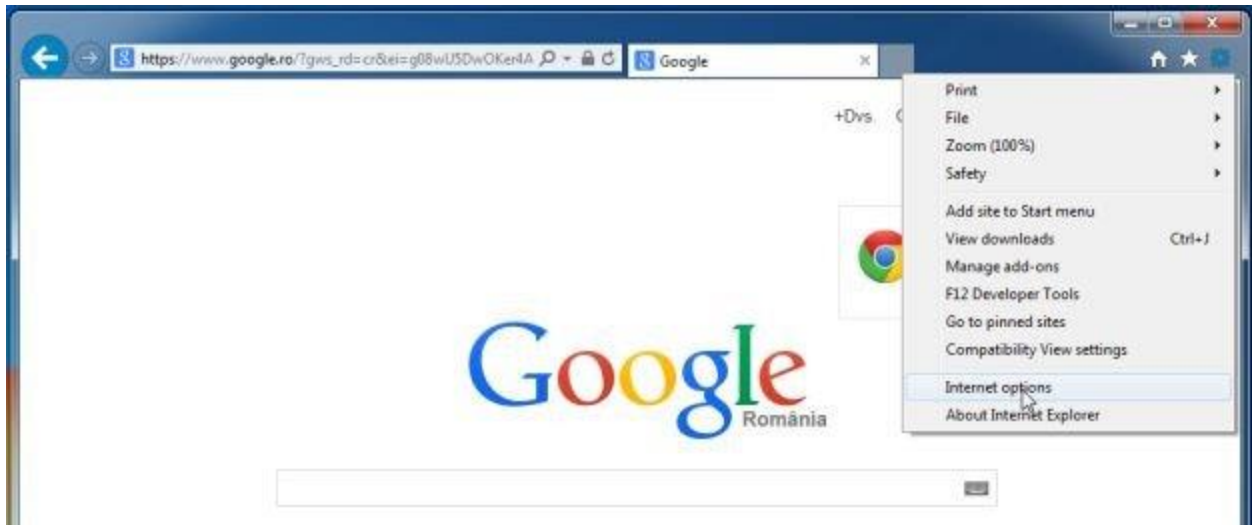 https://www.google.ro/?gws_rd=cr&ei=g08wU5DwOKer4A
Google
+Dvs
Print
File
Zoom (100%)
Safety
Add site to Start menu
View downloads Ctrl+J
Manage add-ons
F12 Developer Tools
Go to pinned sites
Compatibility View settings
Internet options
About Internet Explorer
Google
România